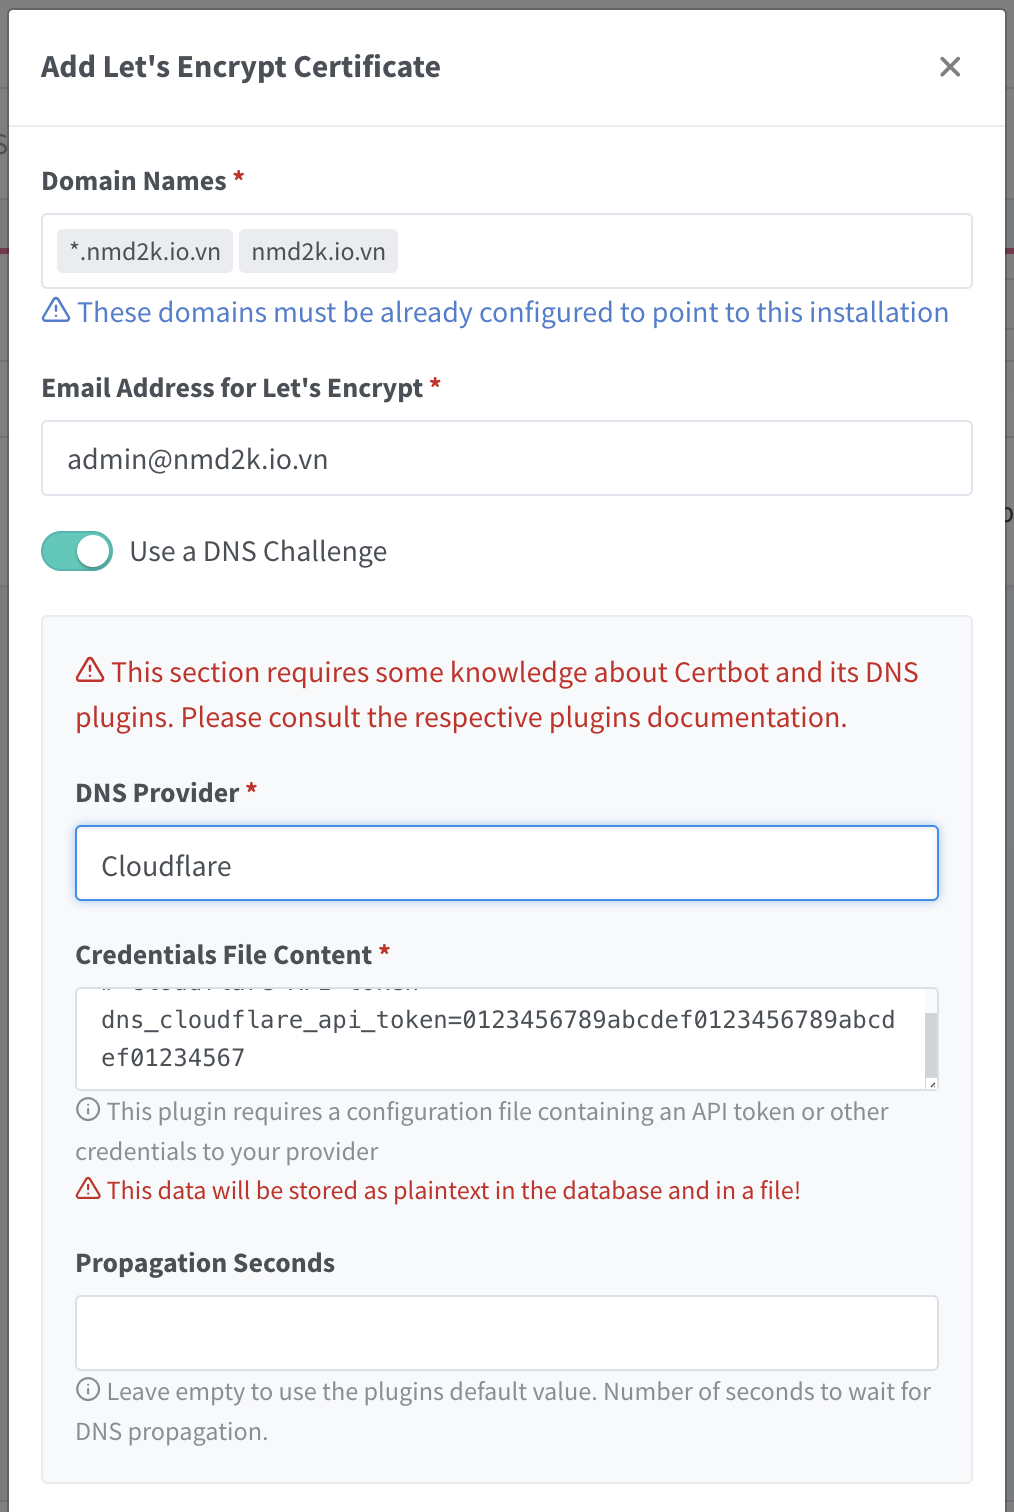 Add Let's Encrypt Certificate
Domain Names *
*.nmd2k.io.vn nmd2k.io.vn
These domains must be already configured to point to this installation
Email Address for Let's Encrypt *
admin@nmd2k.io.vn
Use a DNS Challenge
This section requires some knowledge about Certbot and its DNS
plugins. Please consult the respective plugins documentation.
DNS Provider *
Cloudflare
Credentials File Content *
# Cloudflare API token
dns_cloudflare_api_token=0123456789abcdef0123456789abcd
ef01234567
This plugin requires a configuration file containing an API token or other
credentials to your provider
This data will be stored as plaintext in the database and in a file!
Propagation Seconds
Leave empty to use the plugins default value. Number of seconds to wait for
DNS propagation.